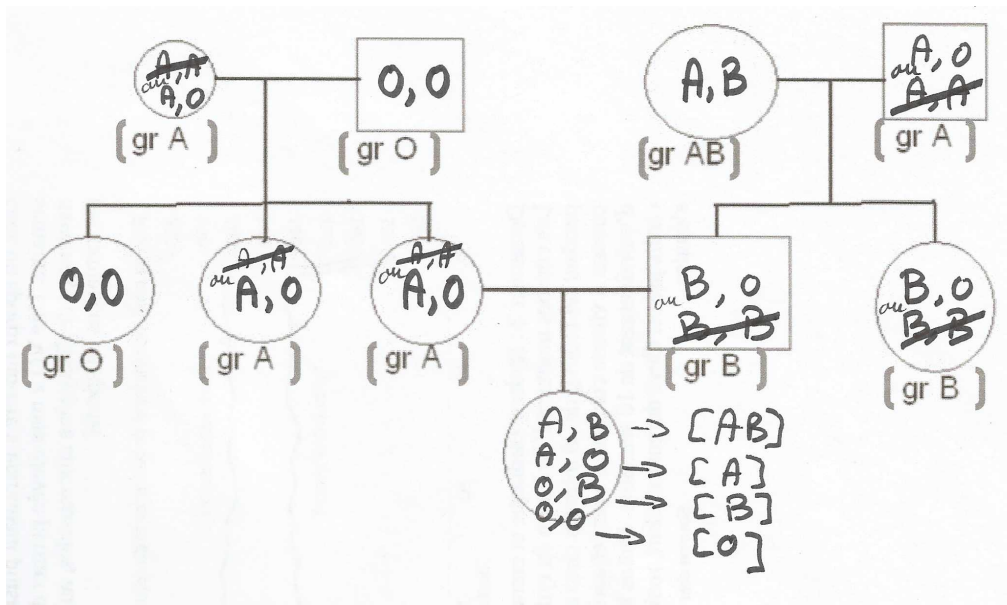 A,A
ou A,O
[gr A]
O,O
[gr O]
A,B
[gr AB]
A,O
ou A,A
[gr A]
O,O
[gr O]
A,A
ou A,O
[gr A]
A,A
ou A,O
[gr A]
B,O
ou B,B
[gr B]
B,O
ou B,B
[gr B]
A,B → [AB]
A,O → [A]
O,B → [B]
O,O → [O]